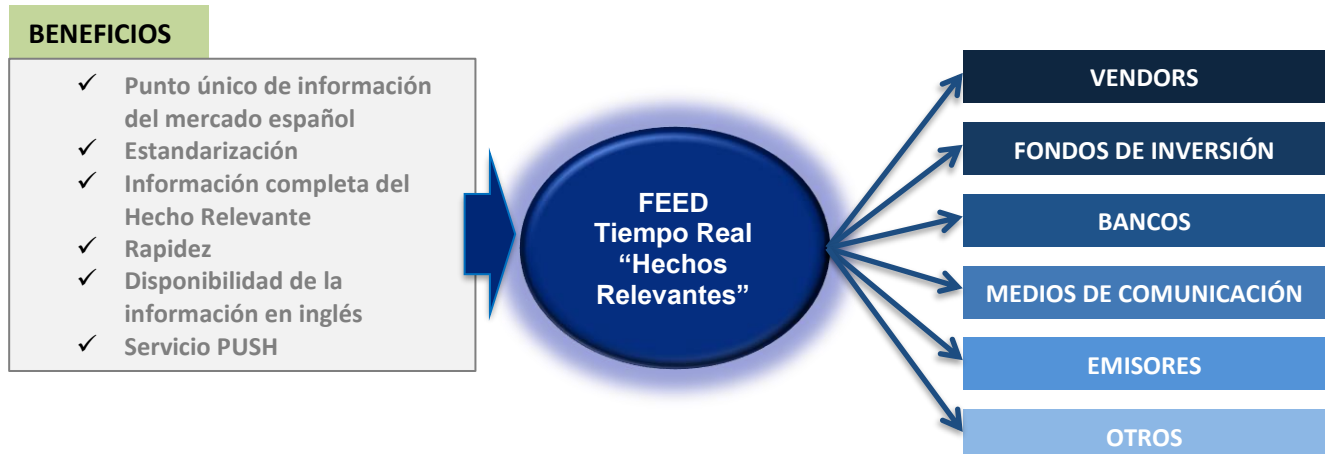 BENEFICIOS
✓ Punto único de información
del mercado español
✓ Estandarización
✓ Información completa del
Hecho Relevante
✓ Rapidez
✓ Disponibilidad de la
información en inglés
✓ Servicio PUSH
FEED
Tiempo Real
“Hechos
Relevantes”
VENDORS
FONDOS DE INVERSIÓN
BANCOS
MEDIOS DE COMUNICACIÓN
EMISORES
OTROS